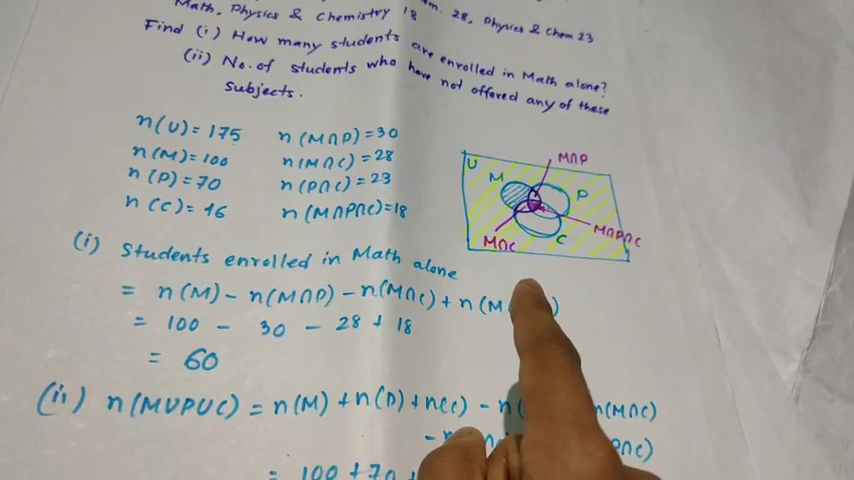 Math, Physics & Chemistry 18
28, Physics & Chem 23
Find (i) How many students are enrolled in Math alone?
(ii) No. of students who have not offered any of these
subjects.
n(U) = 175 n(M∩P) = 30
n(M) = 100 n(M∩C) = 28
n(P) = 70 n(P∩C) = 23
n(C) = 46 n(M∩P∩C) = 18
U
M∩P
M
P
M∩P∩C
M∩C
C
(i) Students enrolled in Math alone
= n(M) - n(M∩P) - n(M∩C) + n(M )
= 100 - 30 - 28 + 18
= 60
(ii) n(MUPUC) = n(M) + n(P) + n(C) - n( n(M∩C)
= 100 + 70